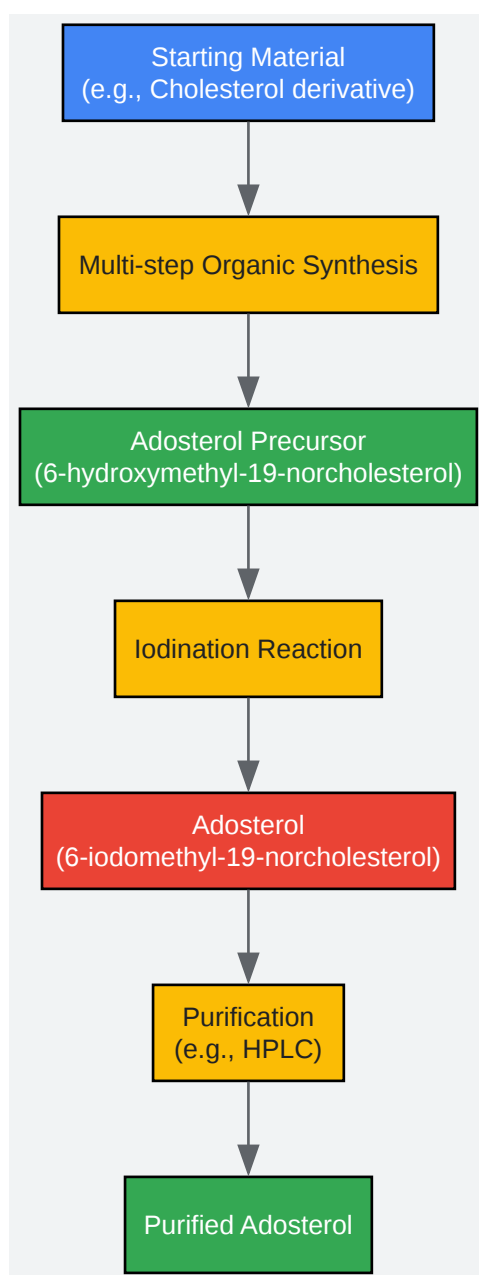 Starting Material
(e.g., Cholesterol derivative)
Multi-step Organic Synthesis
Adosterol Precursor
(6-hydroxymethyl-19-norcholesterol)
Iodination Reaction
Adosterol
(6-iodomethyl-19-norcholesterol)
Purification
(e.g., HPLC)
Purified Adosterol